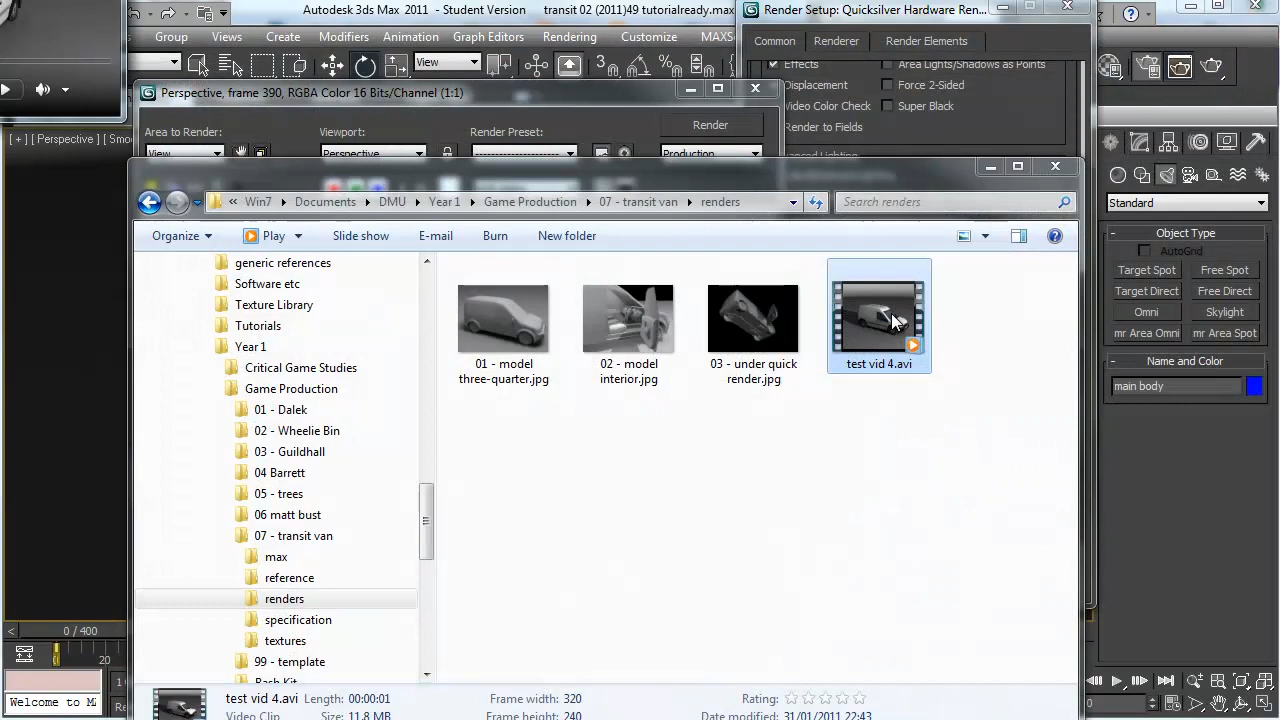 Autodesk 3ds Max 2011 - Student Version
transit 02 (2011)49 tutorialready.max
Render Setup: Quicksilver Hardware Ren...
Group
Views
Create
Modifiers
Animation
Graph Editors
Rendering
Customize
MAXS
Common
Renderer
Render Elements
View
Effects
Area Lights/Shadows as Points
Displacement
Force 2-Sided
Video Color Check
Super Black
Render to Fields
Perspective, frame 390, RGBA Color 16 Bits/Channel (1:1)
[ + ] [ Perspective ] [ Smoo
Area to Render:
Viewport:
Render Preset:
Render
View
Perspective
Production
« Win7 Documents DMU Year 1 Game Production 07 - transit van renders
Search renders
Organize
Play
Slide show
E-mail
Burn
New folder
generic references
Software etc
Texture Library
Tutorials
Year 1
Critical Game Studies
Game Production
01 - Dalek
02 - Wheelie Bin
03 - Guildhall
04 Barrett
05 - trees
06 matt bust
07 - transit van
max
reference
renders
specification
textures
99 - template
Bash Kit
01 - model
three-quarter.jpg
02 - model
interior.jpg
03 - under quick
render.jpg
test vid 4.avi
test vid 4.avi Length: 00:00:01
Frame width: 320
Rating:
Video Clip Size: 11.8 MB
Frame height: 240
Date modified: 31/01/2011 22:43
Standard
Object Type
AutoGrid
Target Spot
Free Spot
Target Direct
Free Direct
Omni
Skylight
mr Area Omni
mr Area Spot
Name and Color
main body
0 / 400
20
Welcome to M
0